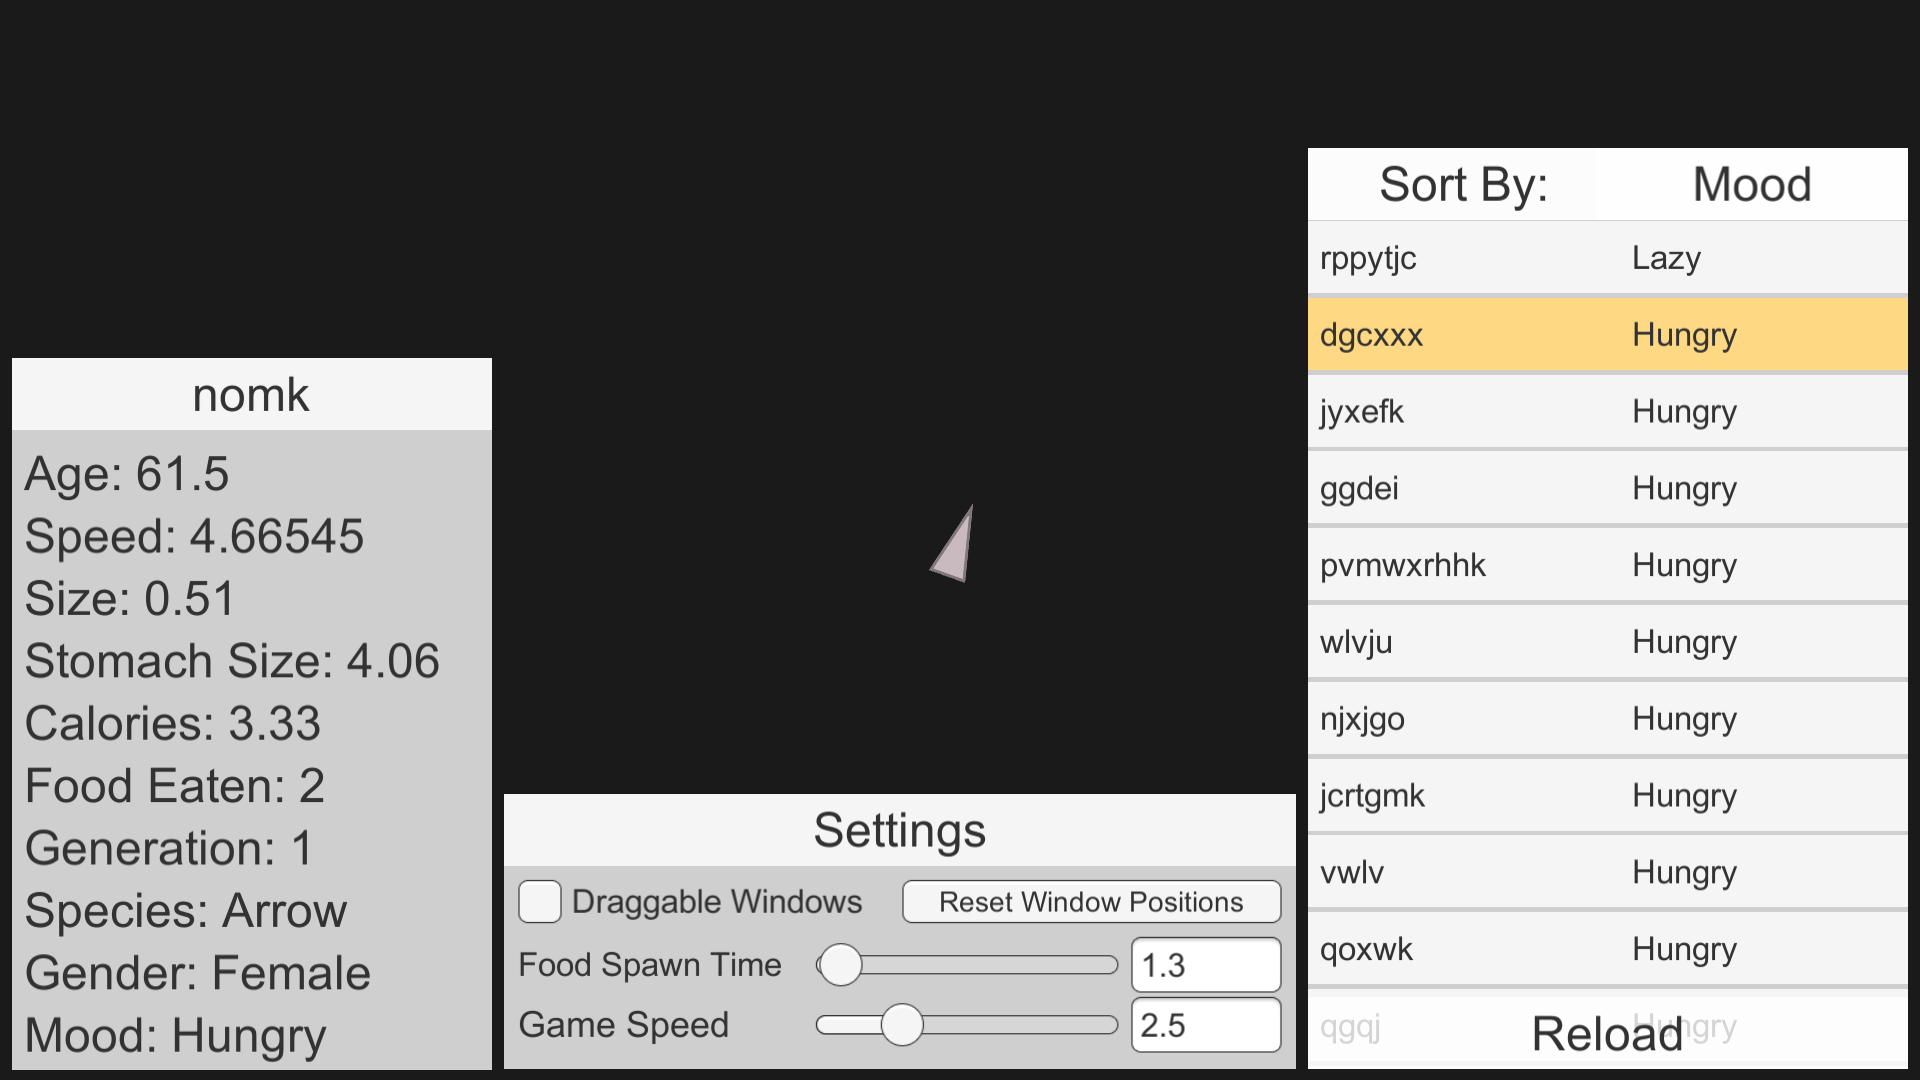 nomk
Age: 61.5
Speed: 4.66545
Size: 0.51
Stomach Size: 4.06
Calories: 3.33
Food Eaten: 2
Generation: 1
Species: Arrow
Gender: Female
Mood: Hungry
Settings
Draggable Windows Reset Window Positions
Food Spawn Time 1.3
Game Speed 2.5
Sort By: Mood
rppytjc Lazy
dgcxxx Hungry
jyxefk Hungry
ggdei Hungry
pvmwxrhhk Hungry
wlvju Hungry
njxjgo Hungry
jcrtgmk Hungry
vwlv Hungry
qoxwk Hungry
qgqj Hungry
Reload